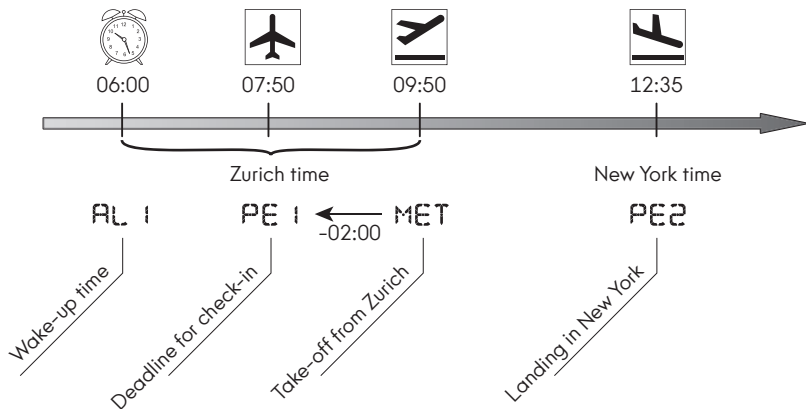 06:00 07:50 09:50 12:35
Zurich time New York time
AL 1 PE 1 MET PE2
-02:00
Wake-up time
Deadline for check-in
Take-off from Zurich
Landing in New York